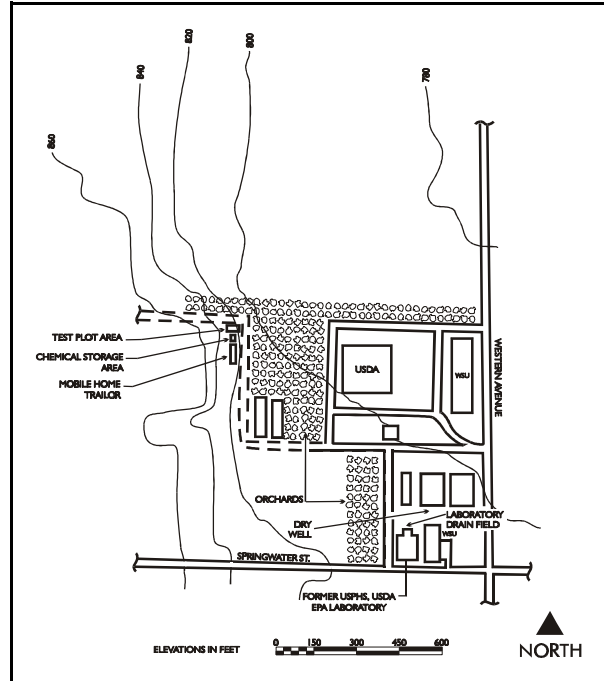 820
800
840
780
860
TEST PLOT AREA
CHEMICAL STORAGE
AREA
MOBILE HOME
TRAILOR
USDA
WSU
WESTERN AVENUE
ORCHARDS
DRY
WELL
LABORATORY
DRAIN FIELD
WSU
SPRINGWATER ST.
FORMER USPHS, USDA
EPA LABORATORY
ELEVATIONS IN FEET
0 150 300 450 600
NORTH